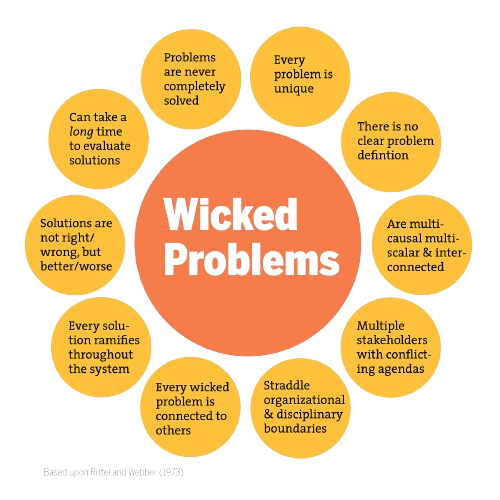 Wicked
Problems
Every
problem is
unique
There is no
clear problem
defintion
Are multi-
causal multi-
scalar & inter-
connected
Multiple
stakeholders
with conflict-
ing agendas
Straddle
organizational
& disciplinary
boundaries
Every wicked
problem is
connected to
others
Every solu-
tion ramifies
throughout
the system
Solutions are
not right/
wrong, but
better/worse
Can take a
long time
to evaluate
solutions
Problems
are never
completely
solved
Based upon Rittel and Webber (1973)